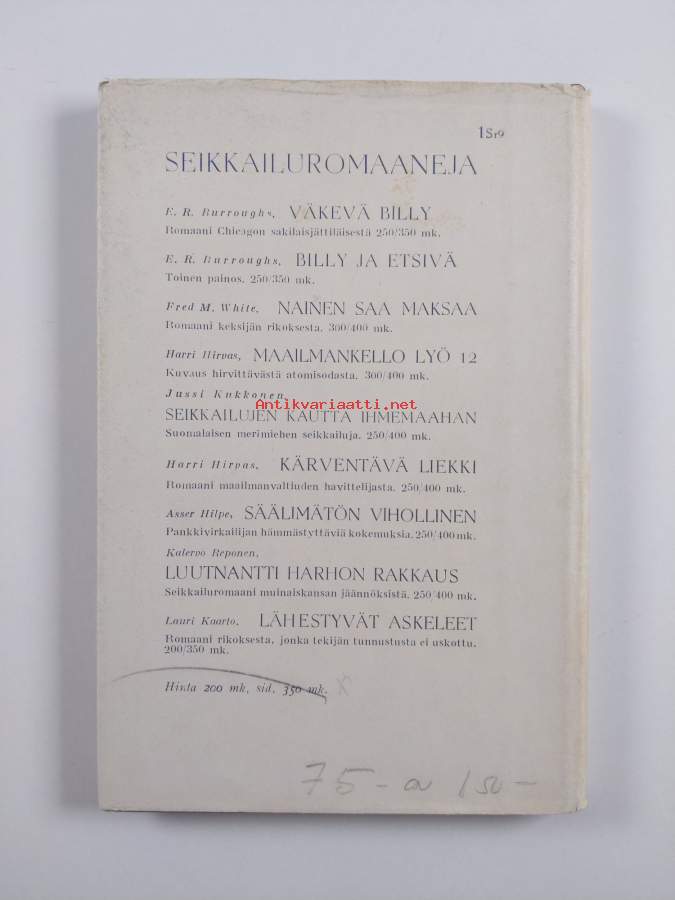 1Sr9
SEIKKAILUROMAANEJA
E. R. Burroughs, VÄKEVÄ BILLY
Romaani Chicagon sakilaisjättiläisestä 250/350 mk.
E. R. Burroughs, BILLY JA ETSIVÄ
Toinen painos. 250/350 mk.
Fred M. White, NAINEN SAA MAKSAA
Romaani keksijän rikoksesta. 300/400 mk.
Harri Hirvas, MAAILMANKELLO LYÖ 12
Kuvaus hirvittävästä atomisodasta. 300/400 mk.
Jussi Kukkonen,
Antikvariaatti.net
SEIKKAILUJEN KAUTTA IHMEMAAHAN
Suomalaisen merimiehen seikkailuja. 250/400 mk.
Harri Hirvas, KÄRVENTÄVÄ LIEKKI
Romaani maailmanvaltiuden havittelijasta. 250/400 mk.
Asser Hilpe, SÄÄLIMÄTÖN VIHOLLINEN
Pankkivirkailijan hämmästyttäviä kokemuksia. 250/400 mk.
Kalervo Reponen,
LUUTNANTTI HARHON RAKKAUS
Seikkailuromaani muinaiskansan jäännöksistä. 250/400 mk.
Lauri Kaarlo, LÄHESTYVÄT ASKELEET
Romaani rikoksesta, jonka tekijän tunnustusta ei uskottu.
200/350 mk.
Hinta 200 mk, sid. 350 mk.
75- 150-